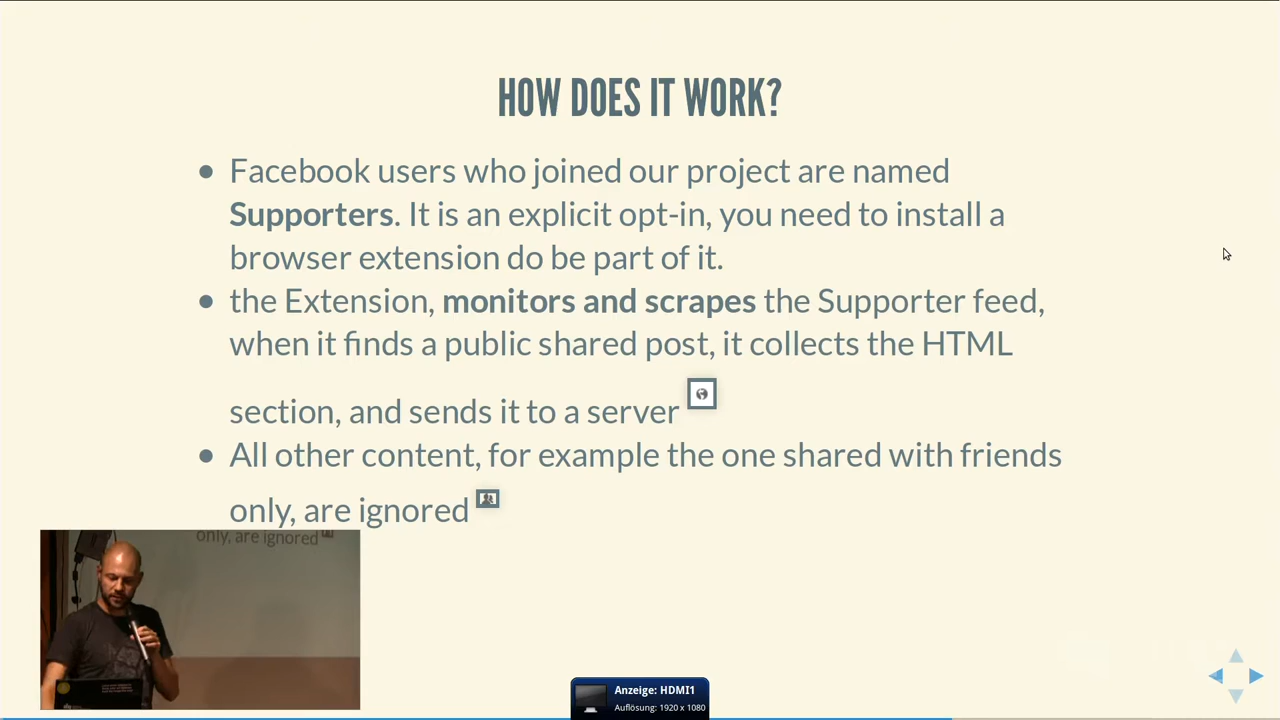 HOW DOES IT WORK?
Facebook users who joined our project are named
Supporters. It is an explicit opt-in, you need to install a
browser extension do be part of it.
the Extension, monitors and scrapes the Supporter feed,
when it finds a public shared post, it collects the HTML
section, and sends it to a server
All other content, for example the one shared with friends
only, are ignored
only, are ignored
Anzeige: HDMI1
Auflösung: 1920 x 1080